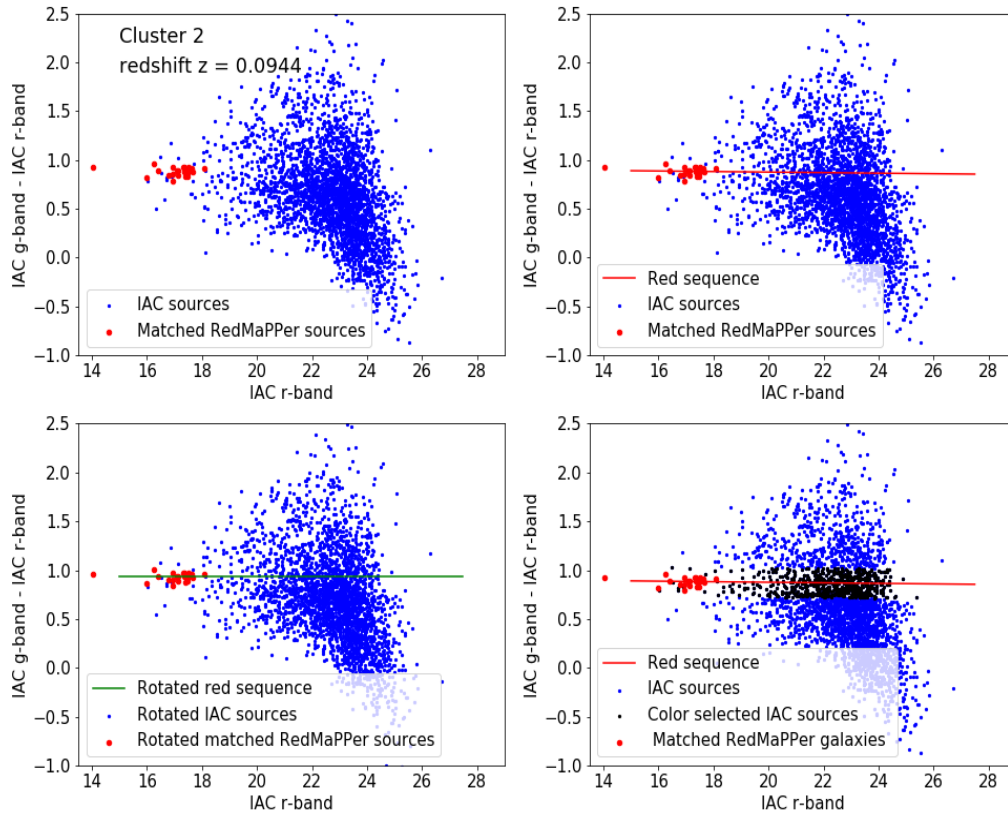 Cluster 2
redshift z = 0.0944
IAC g-band - IAC r-band
2.5
2.0
1.5
1.0
0.5
0.0
−0.5
−1.0
IAC sources
Matched RedMaPPer sources
14 16 18 20 22 24 26 28
IAC r-band
IAC g-band - IAC r-band
2.5
2.0
1.5
1.0
0.5
0.0
−0.5
−1.0
Red sequence
IAC sources
Matched RedMaPPer sources
14 16 18 20 22 24 26 28
IAC r-band
IAC g-band - IAC r-band
2.5
2.0
1.5
1.0
0.5
0.0
−0.5
−1.0
Rotated red sequence
Rotated IAC sources
Rotated matched RedMaPPer sources
14 16 18 20 22 24 26 28
IAC r-band
IAC g-band - IAC r-band
2.5
2.0
1.5
1.0
0.5
0.0
−0.5
−1.0
Red sequence
IAC sources
Color selected IAC sources
Matched RedMaPPer galaxies
14 16 18 20 22 24 26 28
IAC r-band